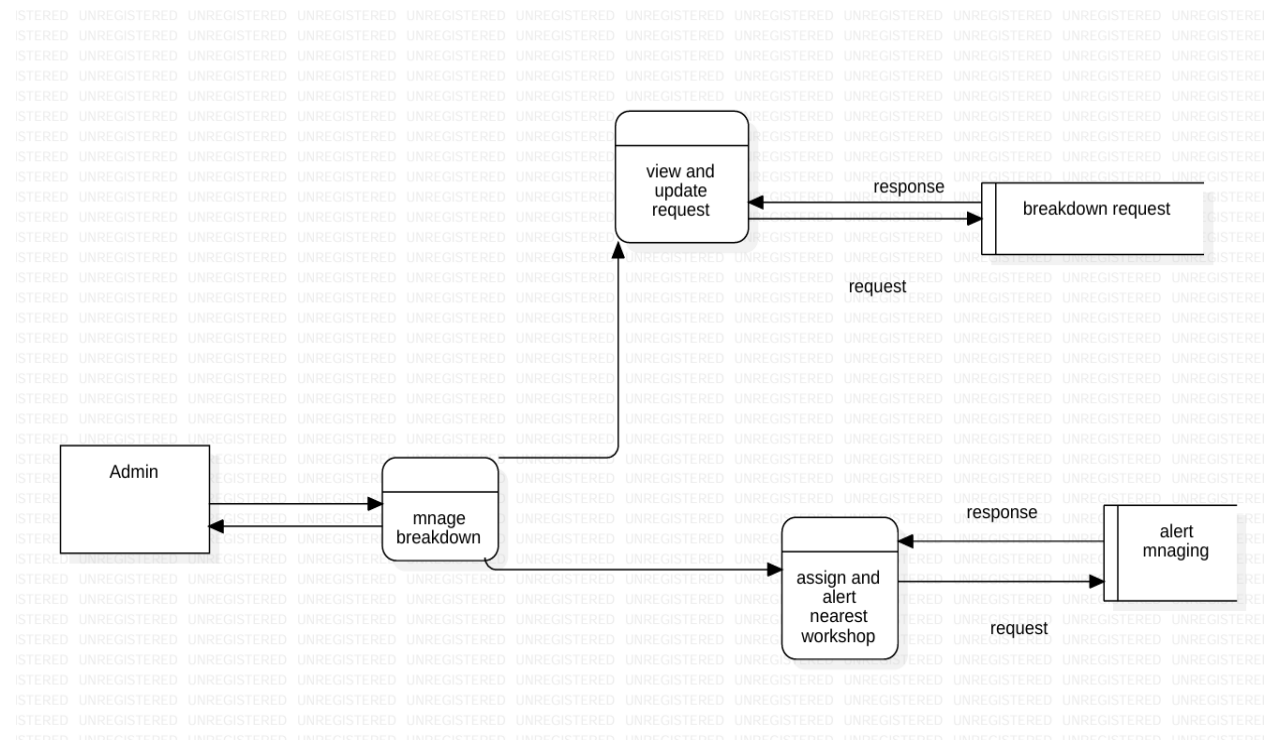 view and
update
request
response
breakdown request
request
Admin
mnage
breakdown
response
alert
mnaging
assign and
alert
nearest
workshop
request
UNREGISTERED